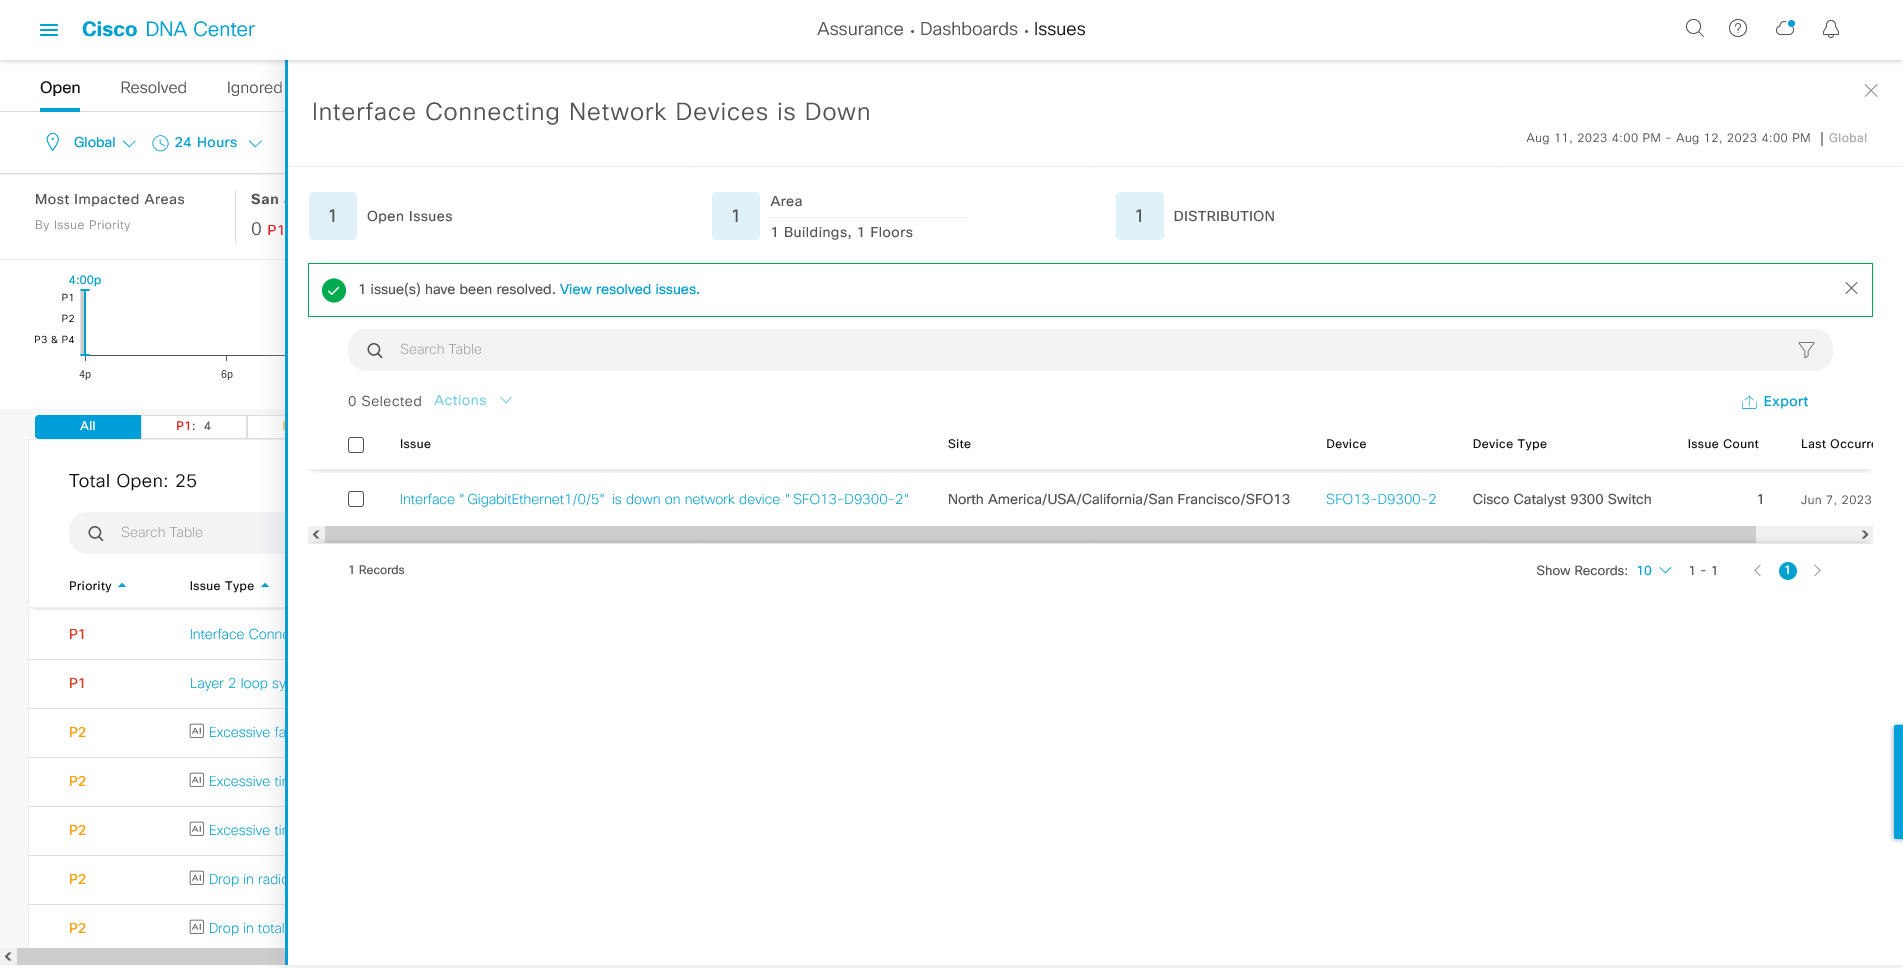 Cisco DNA Center
Assurance • Dashboards • Issues
Open Resolved Ignored
Global 24 Hours
Most Impacted Areas
By Issue Priority
San
0 P1
4:00p
P1
P2
P3 & P4
4p 6p
All P1: 4
Total Open: 25
Search Table
Priority Issue Type
P1 Interface Conne
P1 Layer 2 loop sy
P2 AI Excessive fa
P2 AI Excessive tin
P2 AI Excessive tin
P2 AI Drop in radio
P2 AI Drop in total
Interface Connecting Network Devices is Down
Aug 11, 2023 4:00 PM - Aug 12, 2023 4:00 PM | Global
1 Open Issues
1 Area
1 Buildings, 1 Floors
1 DISTRIBUTION
1 issue(s) have been resolved. View resolved issues.
Search Table
0 Selected Actions
Export
Issue Site Device Device Type Issue Count Last Occurre
Interface "GigabitEthernet1/0/5" is down on network device "SFO13-D9300-2" North America/USA/California/San Francisco/SFO13 SFO13-D9300-2 Cisco Catalyst 9300 Switch 1 Jun 7, 2023
1 Records
Show Records: 10 1 - 1 1